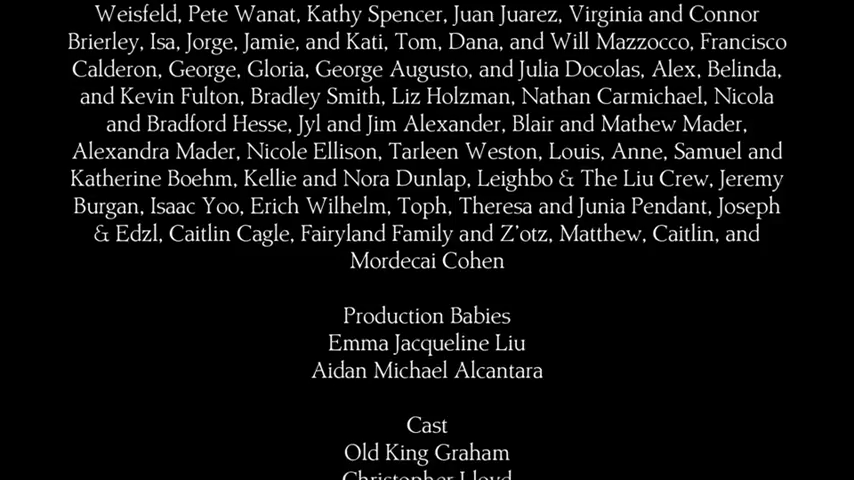 Weisfeld, Pete Wanat, Kathy Spencer, Juan Juarez, Virginia and Connor
Brierley, Isa, Jorge, Jamie, and Kati, Tom, Dana, and Will Mazzocco, Francisco
Calderon, George, Gloria, George Augusto, and Julia Docolas, Alex, Belinda,
and Kevin Fulton, Bradley Smith, Liz Holzman, Nathan Carmichael, Nicola
and Bradford Hesse, Jyl and Jim Alexander, Blair and Mathew Mader,
Alexandra Mader, Nicole Ellison, Tarleen Weston, Louis, Anne, Samuel and
Katherine Boehm, Kellie and Nora Dunlap, Leighbo & The Liu Crew, Jeremy
Burgan, Isaac Yoo, Erich Wilhelm, Toph, Theresa and Junia Pendant, Joseph
& Edzl, Caitlin Cagle, Fairyland Family and Z'otz, Matthew, Caitlin, and
Mordecai Cohen
Production Babies
Emma Jacqueline Liu
Aidan Michael Alcantara
Cast
Old King Graham
Christopher Lloyd